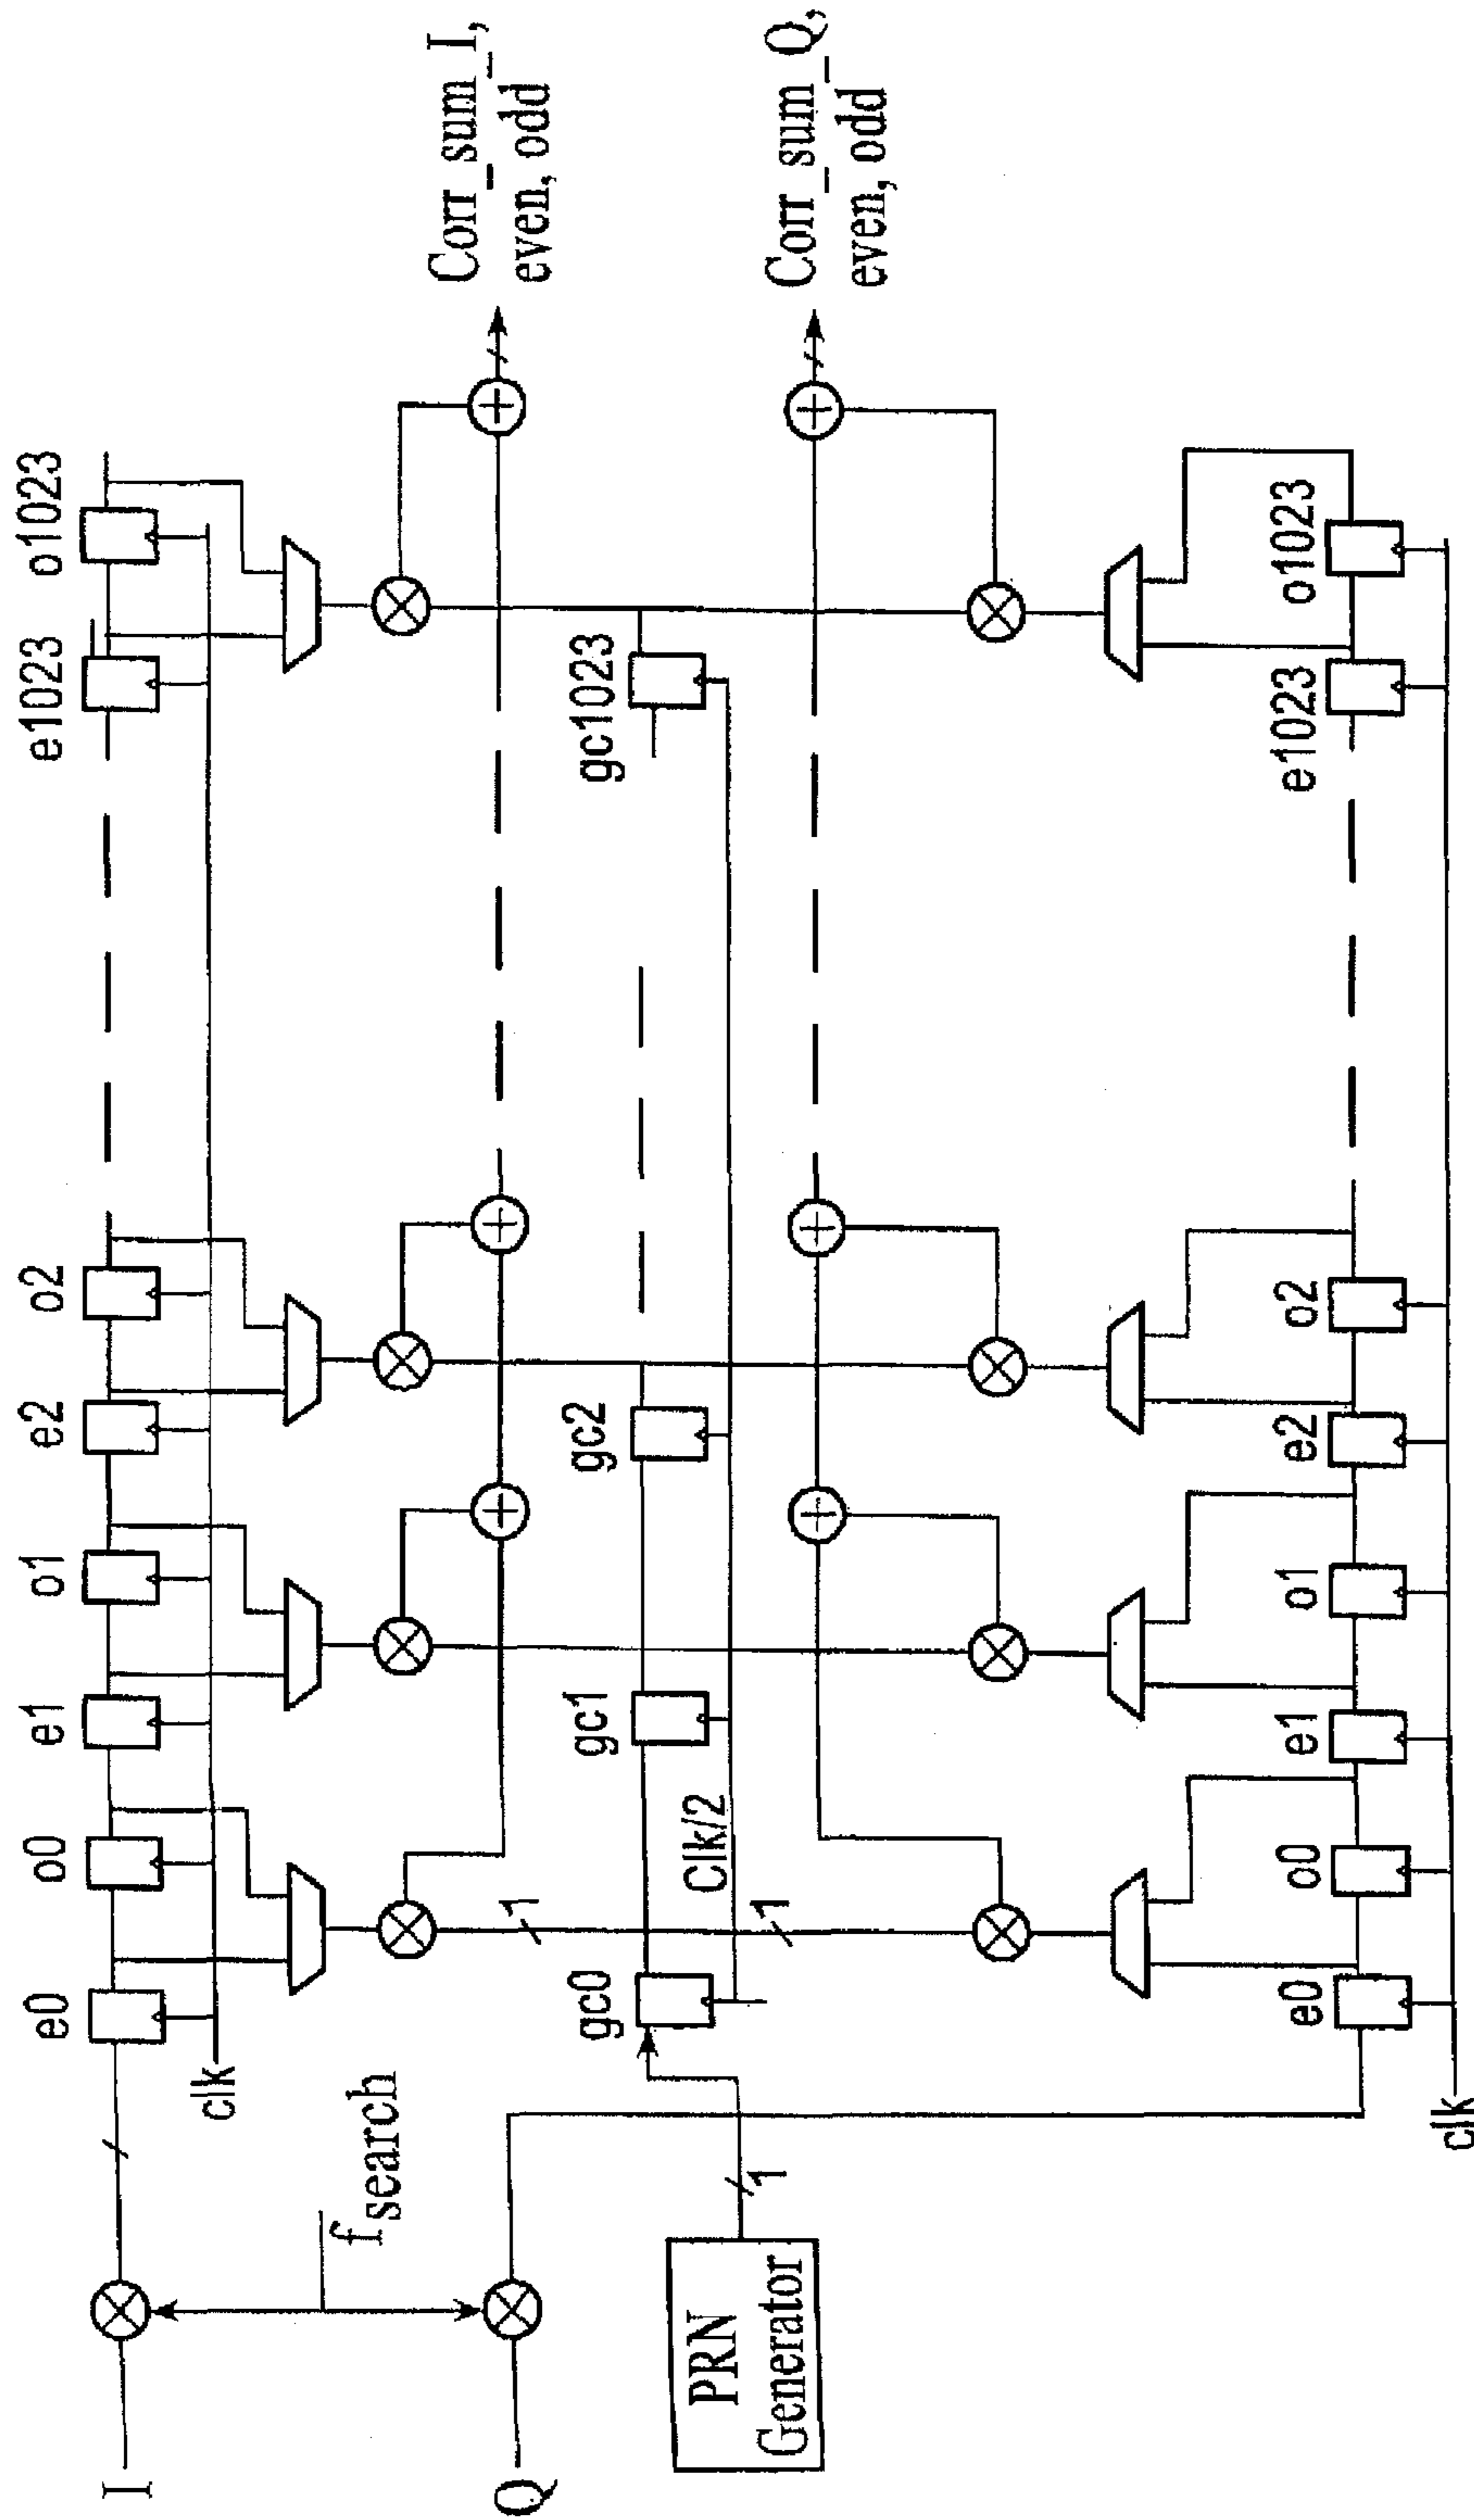 e0 o0 e1 o1 e2 o2 e1023 o1023
I
clk
Corr_sum_I,
even, odd
f search
1
gc0 gc1 gc2 gc1023
Clk/2
Q
PRN
Generator
1
1
Corr_sum_Q,
even, odd
e0 o0 e1 o1 e2 o2 e1023 o1023
clk